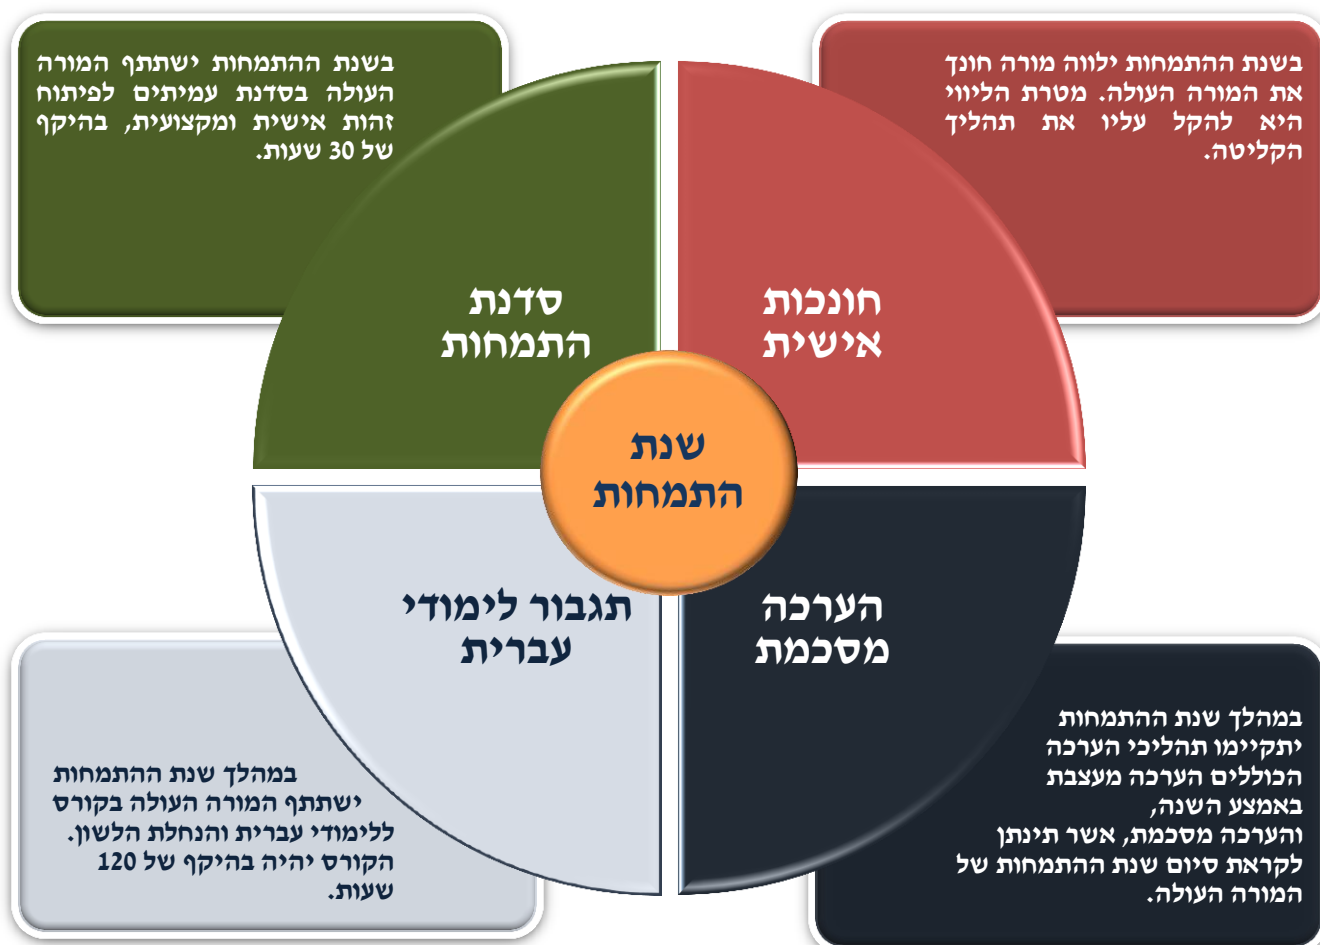 בשנת ההתמחות ילווה מורה חונך
את המורה העולה. מטרת הליווי
היא להקל עליו את תהליך
הקליטה.
בשנת ההתמחות ישתתף המורה
העולה בסדנת עמיתים לפיתוח
זהות אישית ומקצועית, בהיקף
של 30 שעות.
חונכות
אישית
סדנת
התמחות
שנת
התמחות
הערכה
מסכמת
תגבור לימודי
עברית
במהלך שנת ההתמחות
יתקיימו תהליכי הערכה
הכוללים הערכה מעצבת
באמצע השנה,
והערכה מסכמת, אשר תינתן
לקראת סיום שנת ההתמחות של
המורה העולה.
במהלך שנת ההתמחות
ישתתף המורה העולה בקורס
ללימודי עברית והנחלת הלשון.
הקורס יהיה בהיקף של 120
שעות.